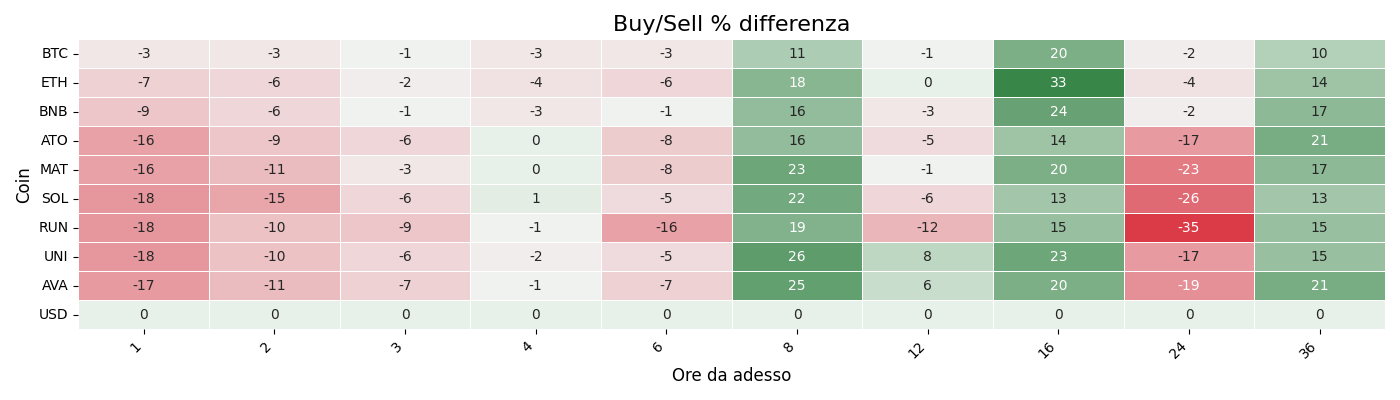 Buy/Sell % differenza
Coin
BTC -3 -3 -1 -3 -3 11 -1 20 -2 10
ETH -7 -6 -2 -4 -6 18 0 33 -4 14
BNB -9 -6 -1 -3 -1 16 -3 24 -2 17
ATO -16 -9 -6 0 -8 16 -5 14 -17 21
MAT -16 -11 -3 0 -8 23 -1 20 -23 17
SOL -18 -15 -6 1 -5 22 -6 13 -26 13
RUN -18 -10 -9 -1 -16 19 -12 15 -35 15
UNI -18 -10 -6 -2 -5 26 8 23 -17 15
AVA -17 -11 -7 -1 -7 25 6 20 -19 21
USD 0 0 0 0 0 0 0 0 0 0
1 2 3 4 6 8 12 16 24 36
Ore da adesso